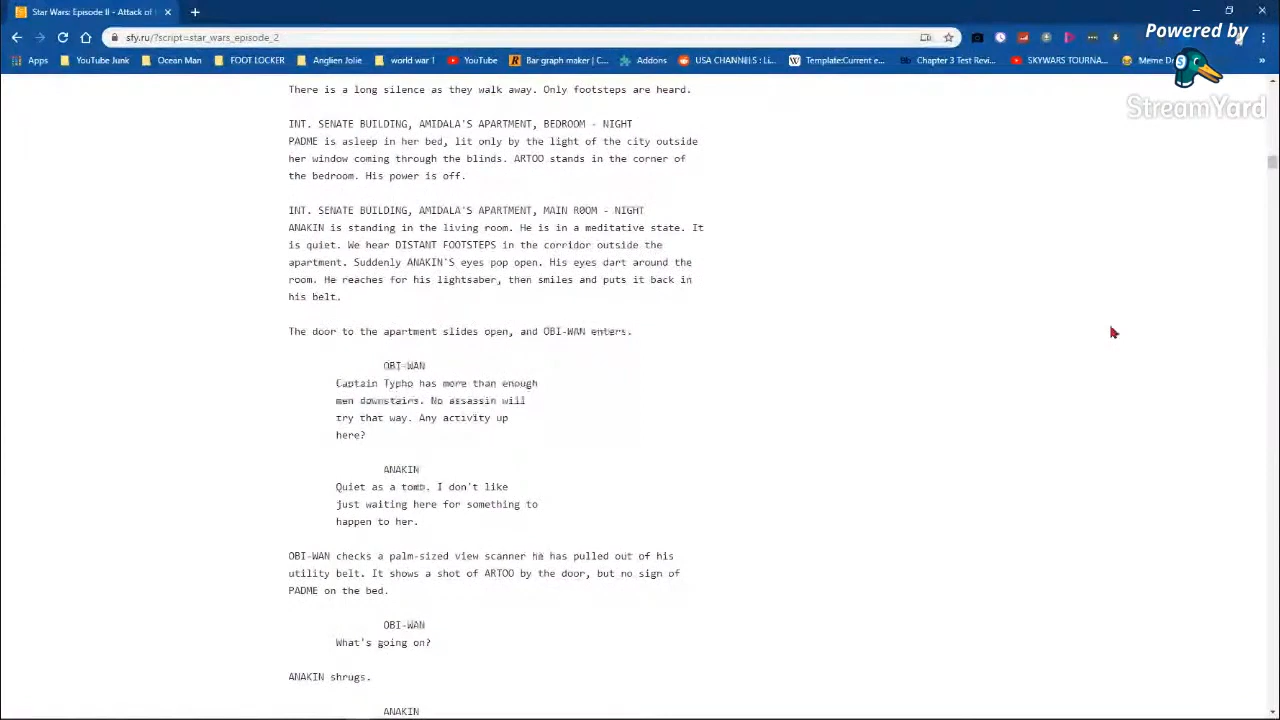 Star Wars: Episode II - Attack of
Powered by
sfy.ru/?script=star_wars_episode_2
Apps
YouTube Junk
Ocean Man
FOOT LOCKER
Anglien Jolie
world war 1
YouTube
Bar graph maker | C...
Addons
USA CHANNELS : Li...
Template:Current e...
Chapter 3 Test Revi...
SKYWARS TOURNA...
Meme De
StreamYard
There is a long silence as they walk away. Only footsteps are heard.
INT. SENATE BUILDING, AMIDALA'S APARTMENT, BEDROOM - NIGHT
PADME is asleep in her bed, lit only by the light of the city outside
her window coming through the blinds. ARTOO stands in the corner of
the bedroom. His power is off.
INT. SENATE BUILDING, AMIDALA'S APARTMENT, MAIN ROOM - NIGHT
ANAKIN is standing in the living room. He is in a meditative state. It
is quiet. We hear DISTANT FOOTSTEPS in the corridor outside the
apartment. Suddenly ANAKIN'S eyes pop open. His eyes dart around the
room. He reaches for his lightsaber, then smiles and puts it back in
his belt.
The door to the apartment slides open, and OBI-WAN enters.
OBI-WAN
Captain Typho has more than enough
men downstairs. No assassin will
try that way. Any activity up
here?
ANAKIN
Quiet as a tomb. I don't like
just waiting here for something to
happen to her.
OBI-WAN checks a palm-sized view scanner he has pulled out of his
utility belt. It shows a shot of ARTOO by the door, but no sign of
PADME on the bed.
OBI-WAN
What's going on?
ANAKIN shrugs.
ANAKIN